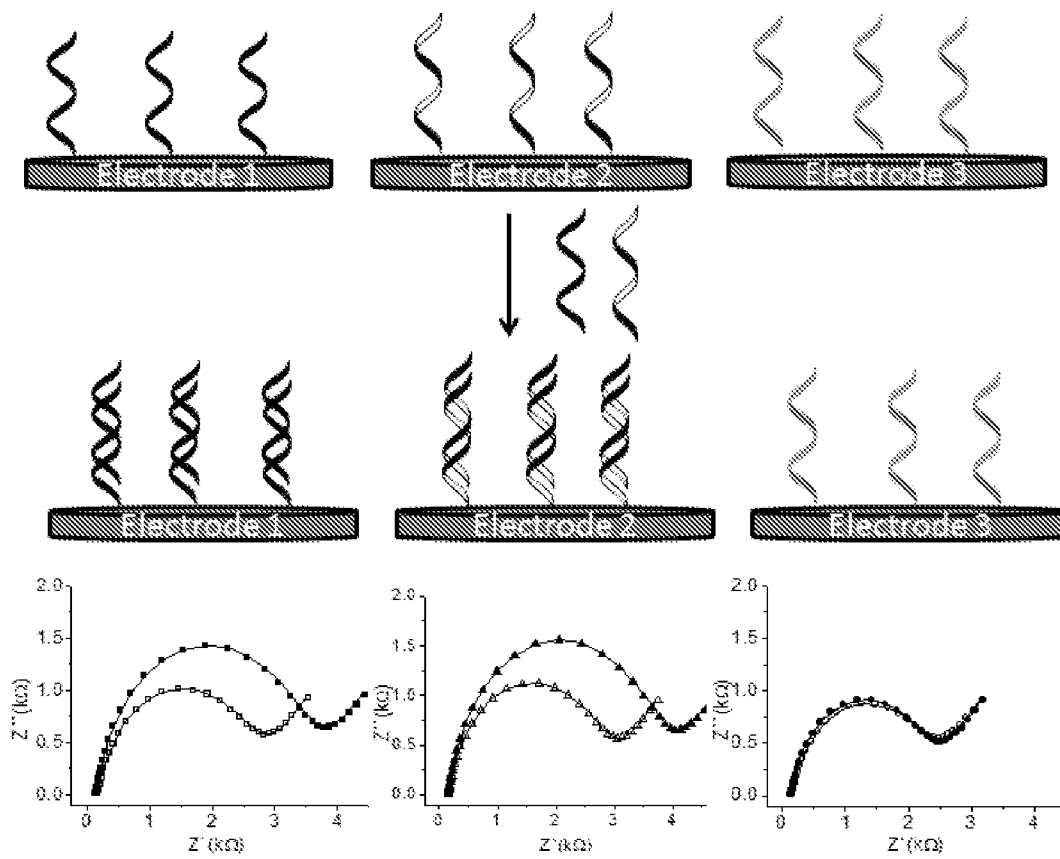 Electrode 1 Electrode 2 Electrode 3
Electrode 1 Electrode 2 Electrode 3
2.0 2.0 2.0
1.5 1.5 1.5
1.0 1.0 1.0
0.5 0.5 0.5
0.0 0.0 0.0
Z``(kΩ) Z``(kΩ) Z``(kΩ)
0 1 2 3 4 0 1 2 3 4 0 1 2 3 4
Z`(kΩ) Z`(kΩ) Z`(kΩ)